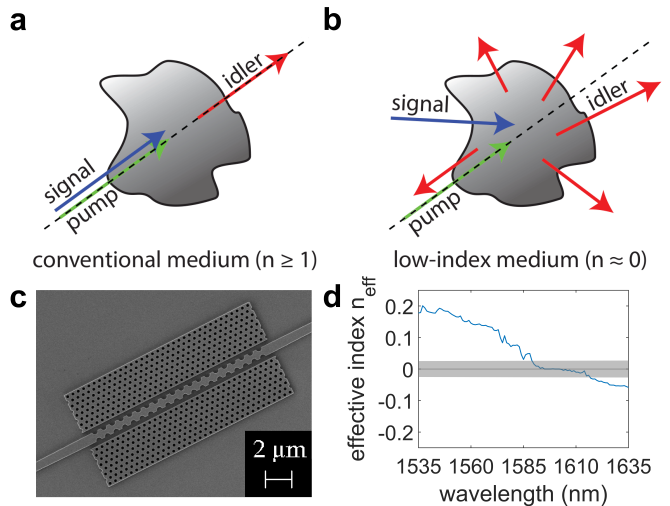 a
idler
signal
pump
conventional medium (n ≥ 1)
b
signal
idler
pump
low-index medium (n ≈ 0)
c
2 μm
d
effective index n_eff
0.2
0.1
0
-0.1
-0.2
1535 1560 1585 1610 1635
wavelength (nm)